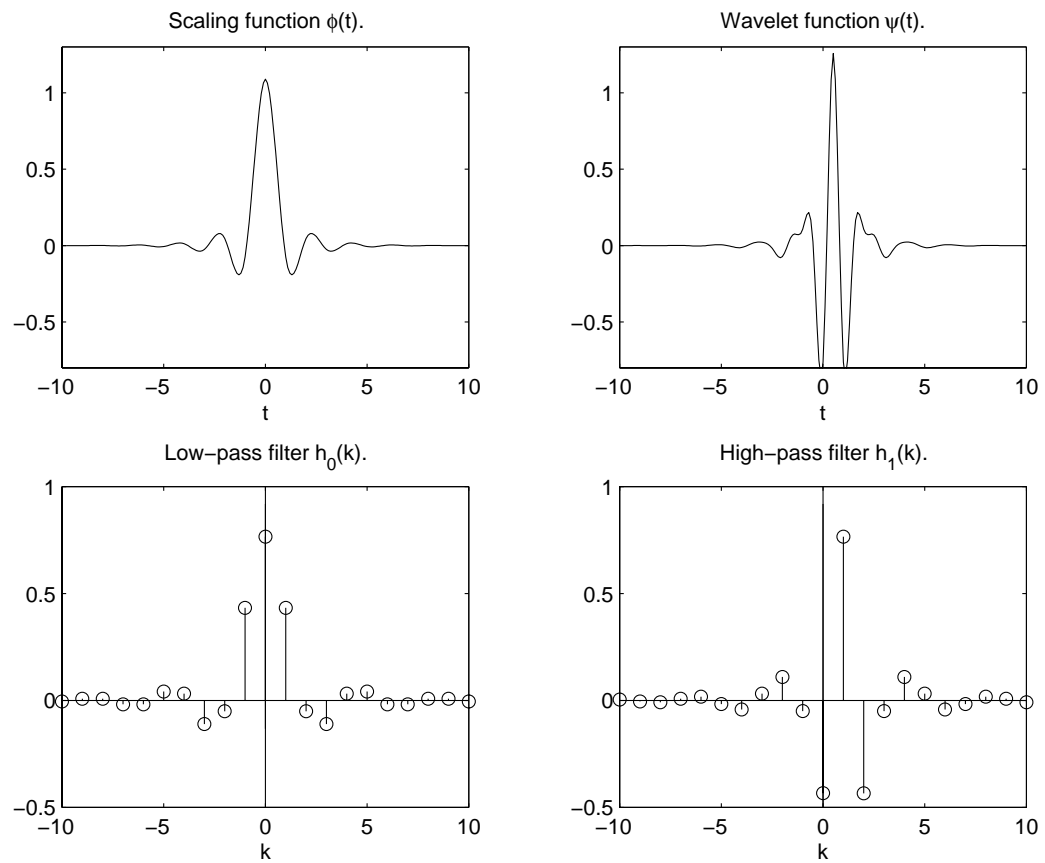 Scaling function ϕ(t).
1
0.5
0
−0.5
−10 −5 0 5 10
t
Wavelet function ψ(t).
1
0.5
0
−0.5
−10 −5 0 5 10
t
Low−pass filter h₀(k).
1
0.5
0
−0.5
−10 −5 0 5 10
k
High−pass filter h₁(k).
1
0.5
0
−0.5
−10 −5 0 5 10
k